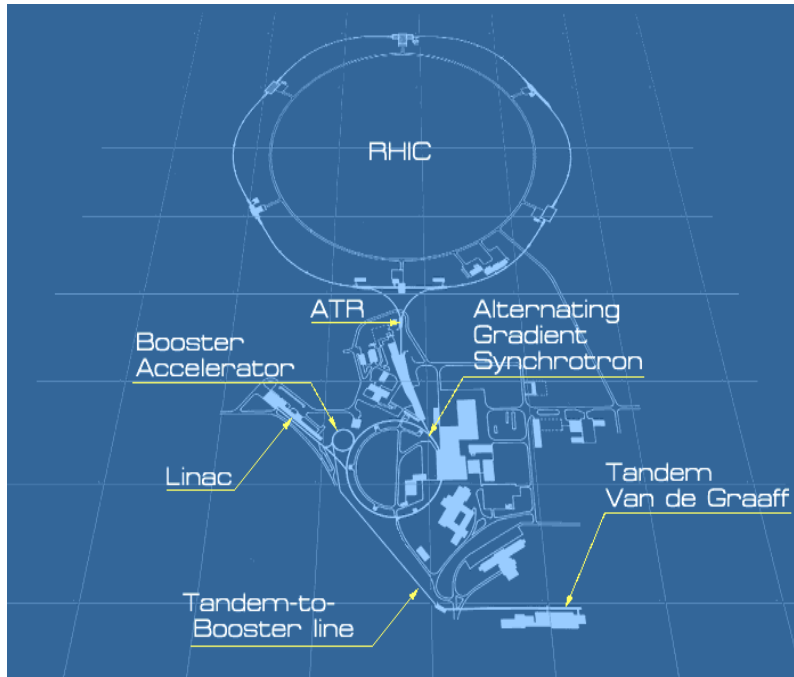 RHIC
ATR
Alternating
Gradient
Synchrotron
Booster
Accelerator
Linac
Tandem
Van de Graaff
Tandem-to-
Booster line